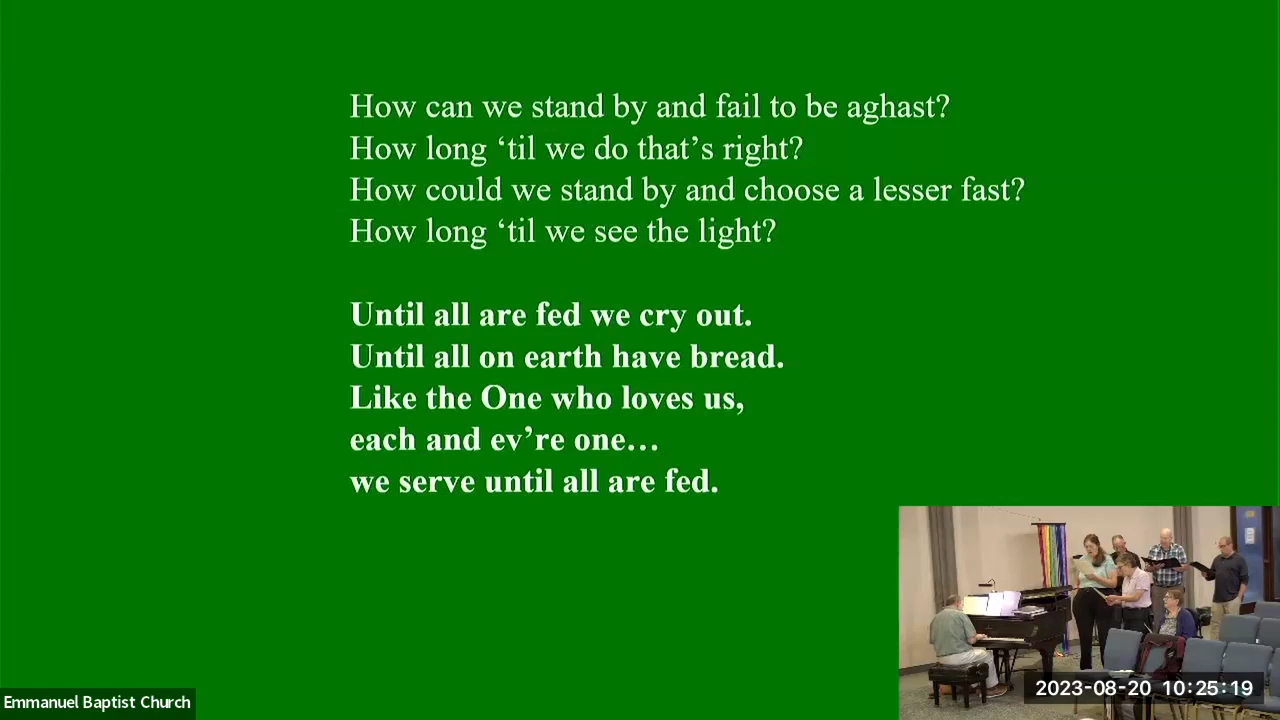 How can we stand by and fail to be aghast?
How long ‘til we do that’s right?
How could we stand by and choose a lesser fast?
How long ‘til we see the light?
Until all are fed we cry out.
Until all on earth have bread.
Like the One who loves us,
each and ev’re one…
we serve until all are fed.
Emmanuel Baptist Church
2023-08-20 10:25:19